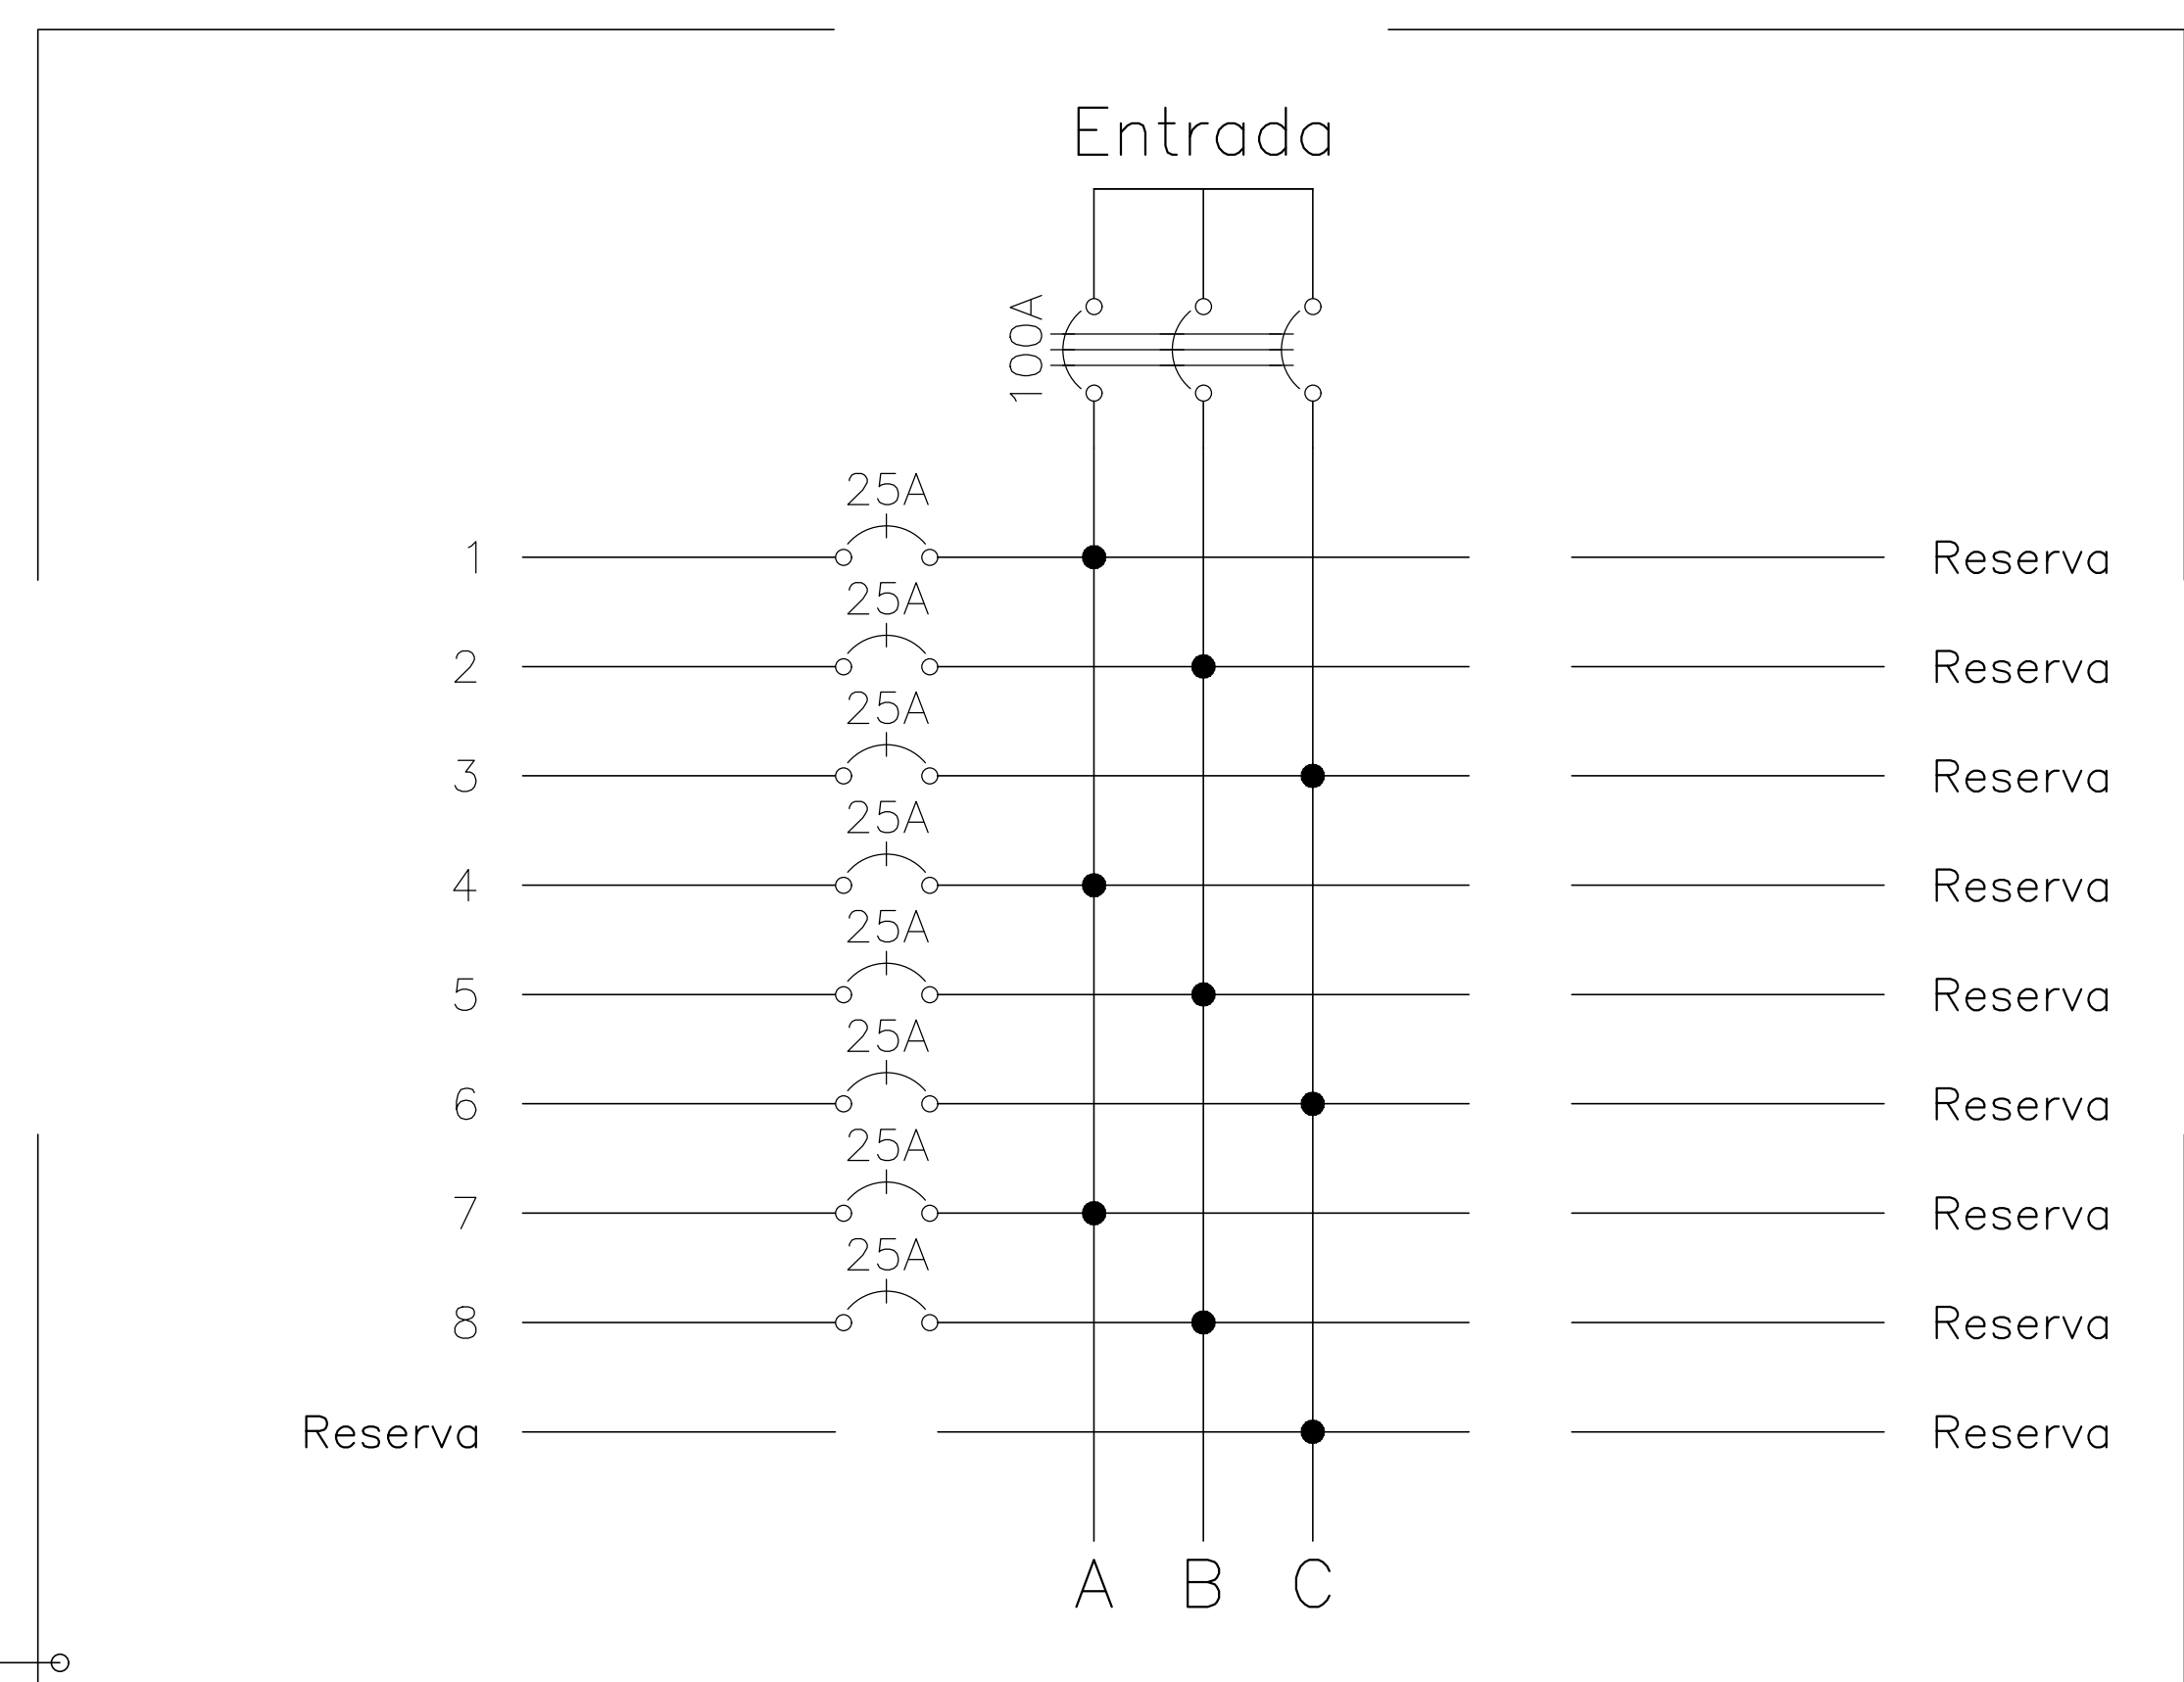 Entrada
100A
25A
1 Reserva
25A
2 Reserva
25A
3 Reserva
25A
4 Reserva
25A
5 Reserva
25A
6 Reserva
25A
7 Reserva
25A
8 Reserva
Reserva Reserva
A B C